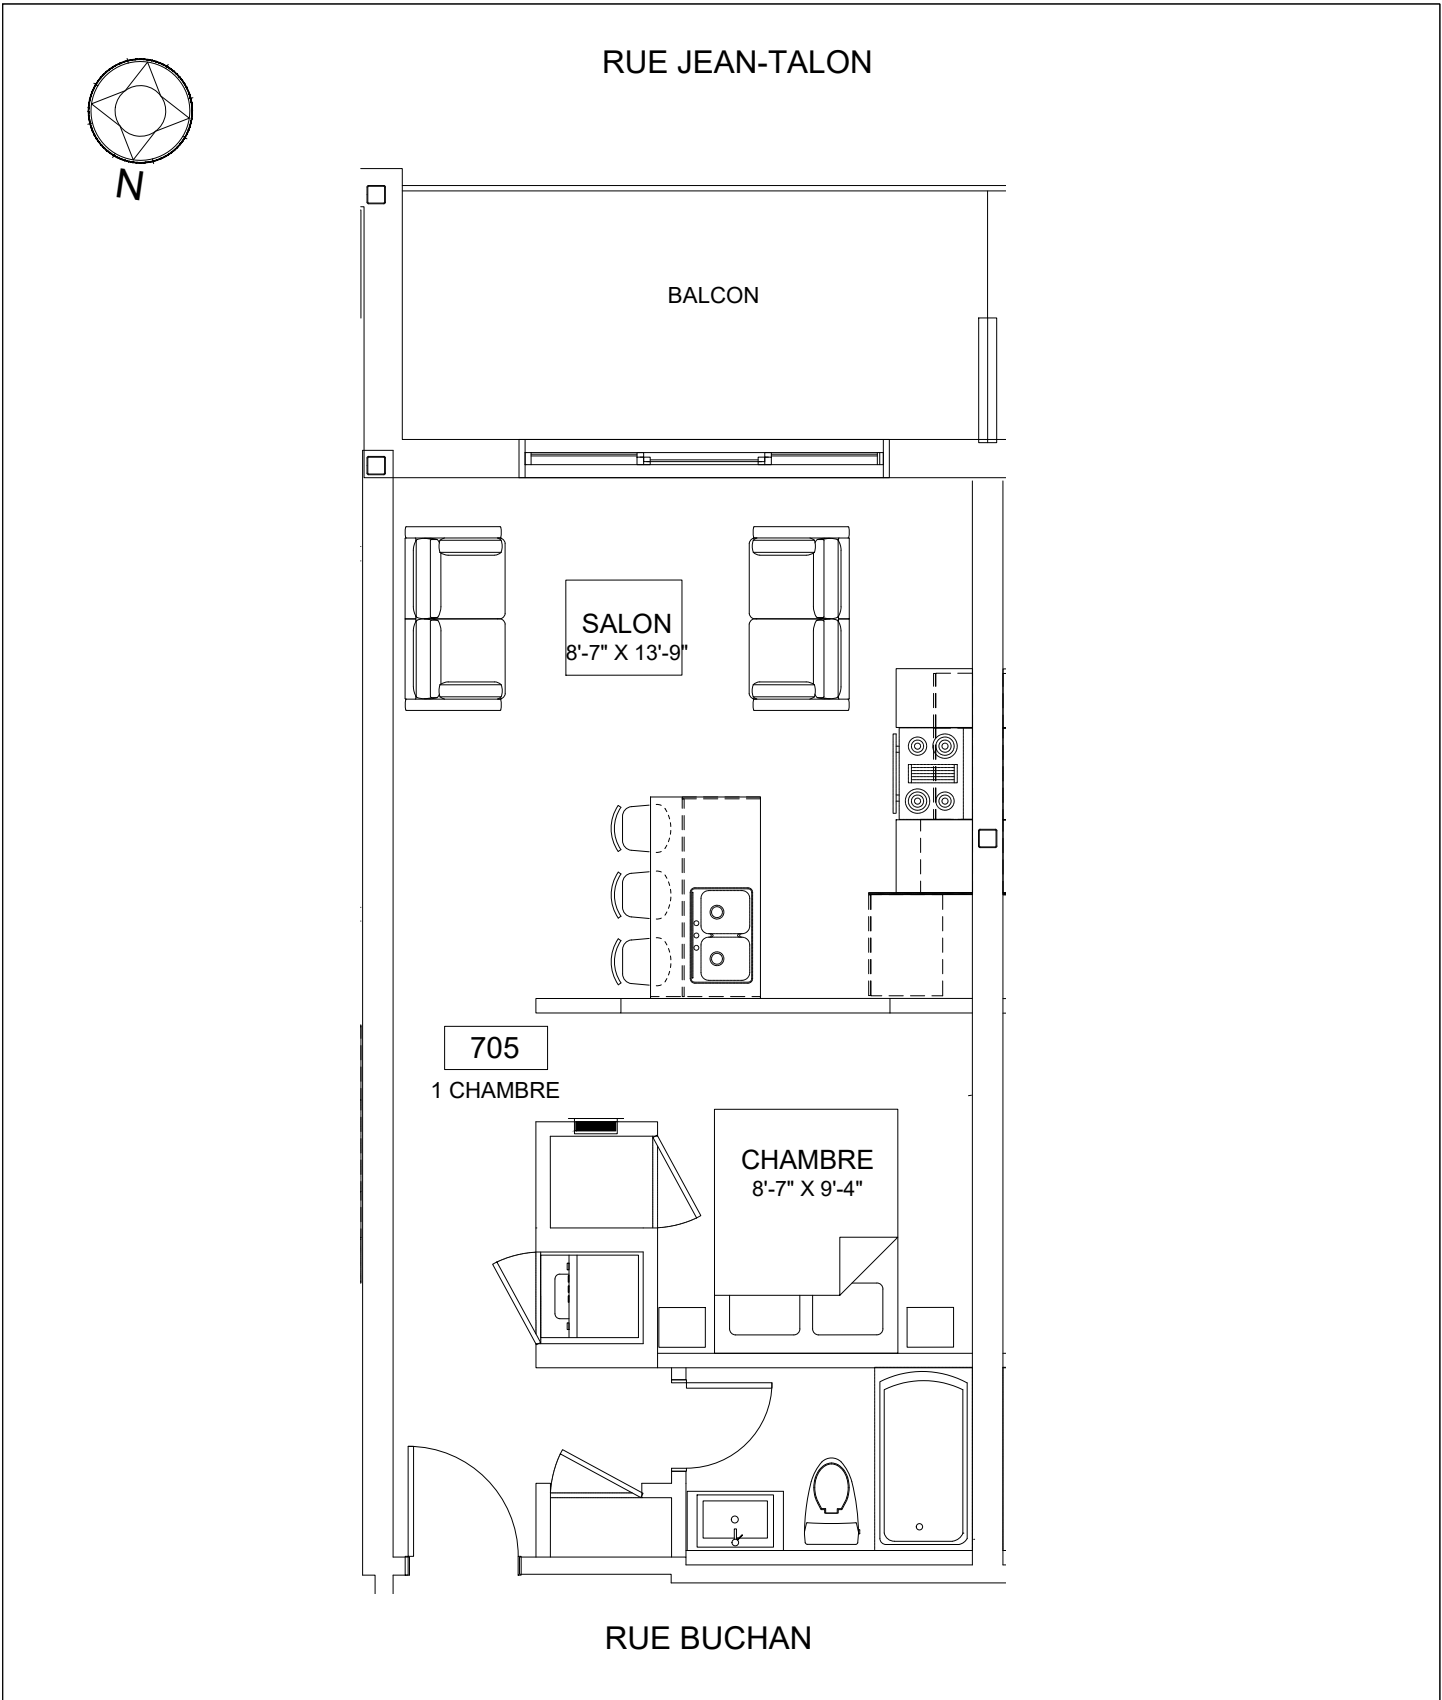 RUE JEAN-TALON
N
BALCON
SALON
8'-7" X 13'-9"
705
1 CHAMBRE
CHAMBRE
8'-7" X 9'-4"
RUE BUCHAN